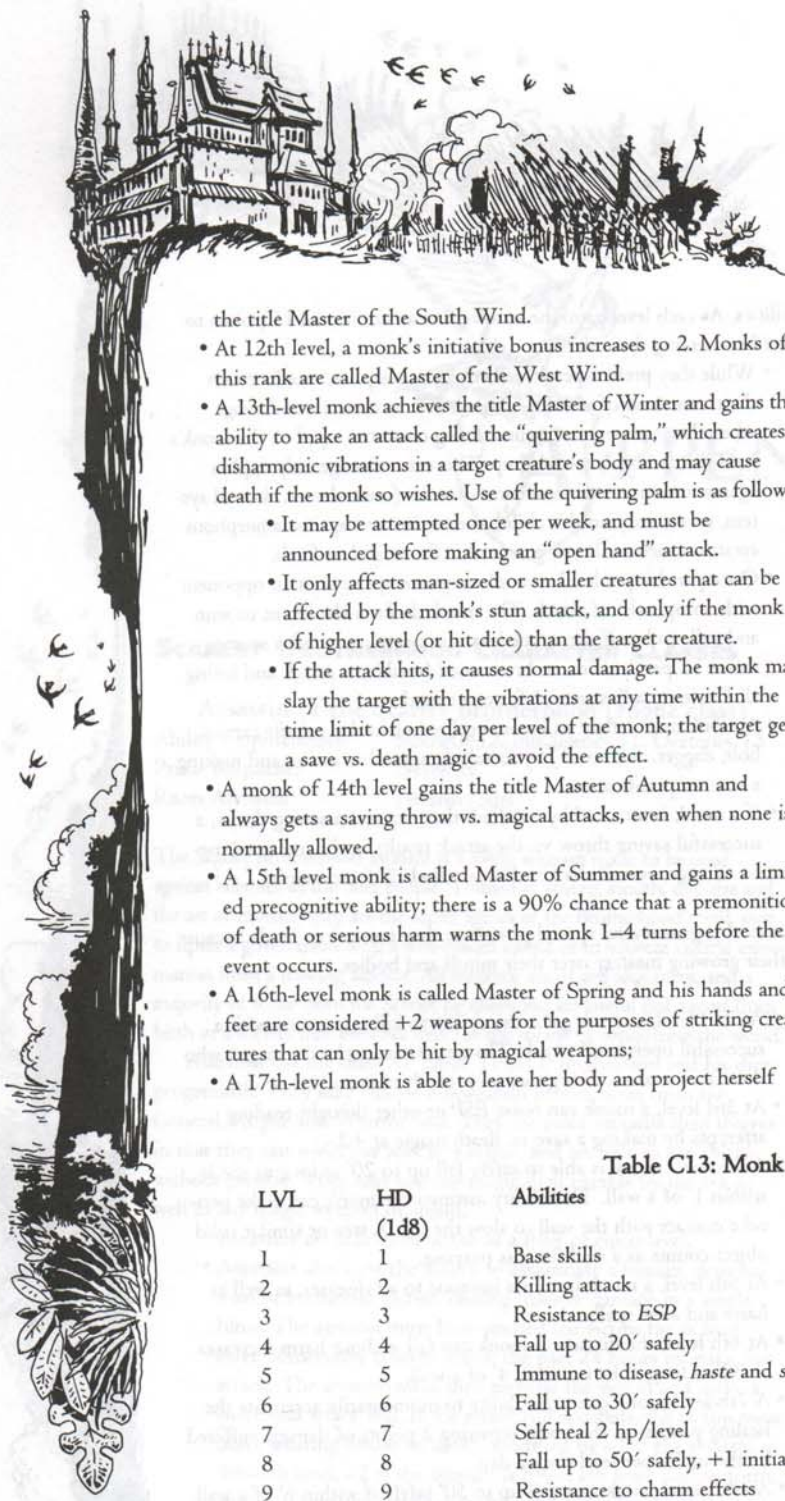 the title Master of the South Wind.
• At 12th level, a monk's initiative bonus increases to 2. Monks of
this rank are called Master of the West Wind.
• A 13th-level monk achieves the title Master of Winter and gains
ability to make an attack called the “quivering palm,” which creates
disharmonic vibrations in a target creature's body and may cause
death if the monk so wishes. Use of the quivering palm is as
• It may be attempted once per week, and must be
announced before making an “open hand” attack.
• It only affects man-sized or smaller creatures that can be
affected by the monk's stun attack, and only if the monk
of higher level (or hit dice) than the target creature.
• If the attack hits, it causes normal damage. The monk
slay the target with the vibrations at any time within the
time limit of one day per level of the monk; the target
a save vs. death magic to avoid the effect.
• A monk of 14th level gains the title Master of Autumn and
always gets a saving throw vs. magical attacks, even when none
normally allowed.
• A 15th level monk is called Master of Summer and gains a
ed precognitive ability; there is a 90% chance that a
of death or serious harm warns the monk 1–4 turns before the
event occurs.
• A 16th-level monk is called Master of Spring and his hands and
feet are considered +2 weapons for the purposes of striking crea-
tures that can only be hit by magical weapons;
• A 17th-level monk is able to leave her body and project herself
Table C13: Monk
LVL HD Abilities
(1d8)
1 1 Base skills
2 2 Killing attack
3 3 Resistance to ESP
4 4 Fall up to 20′ safely
5 5 Immune to disease, haste and
6 6 Fall up to 30′ safely
7 7 Self heal 2 hp/level
8 8 Fall up to 50′ safely, +1
9 9 Resistance to charm effects